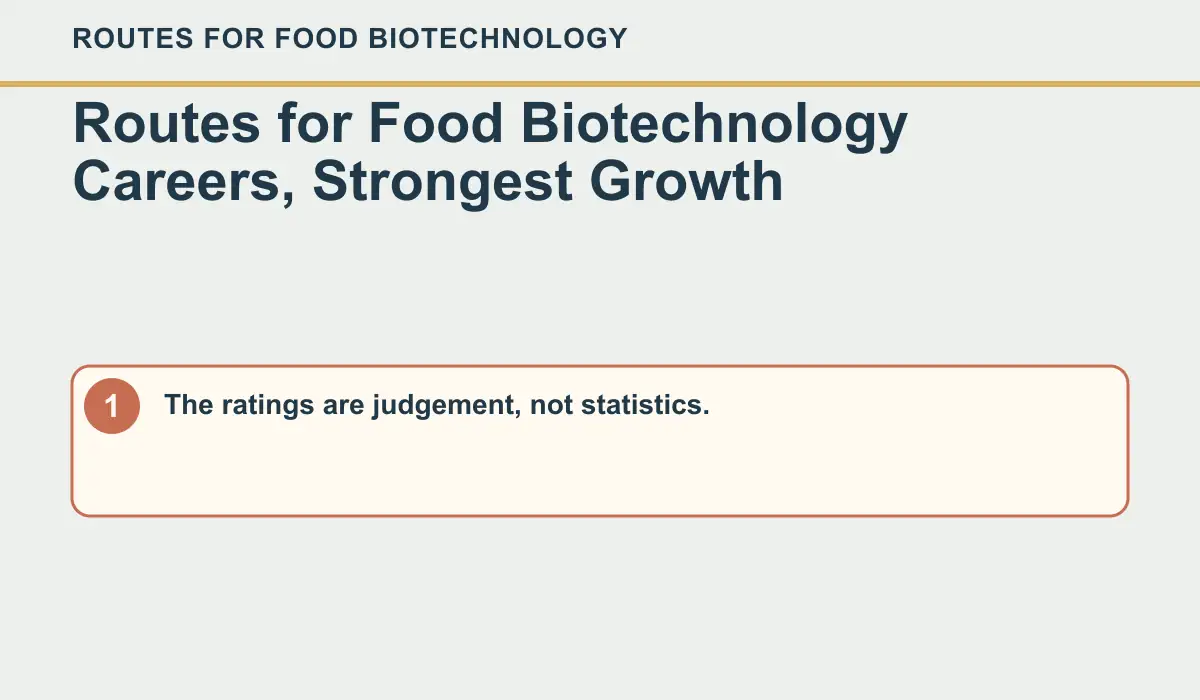 ROUTES FOR FOOD BIOTECHNOLOGY
Routes for Food Biotechnology
Careers, Strongest Growth
1 The ratings are judgement, not statistics.